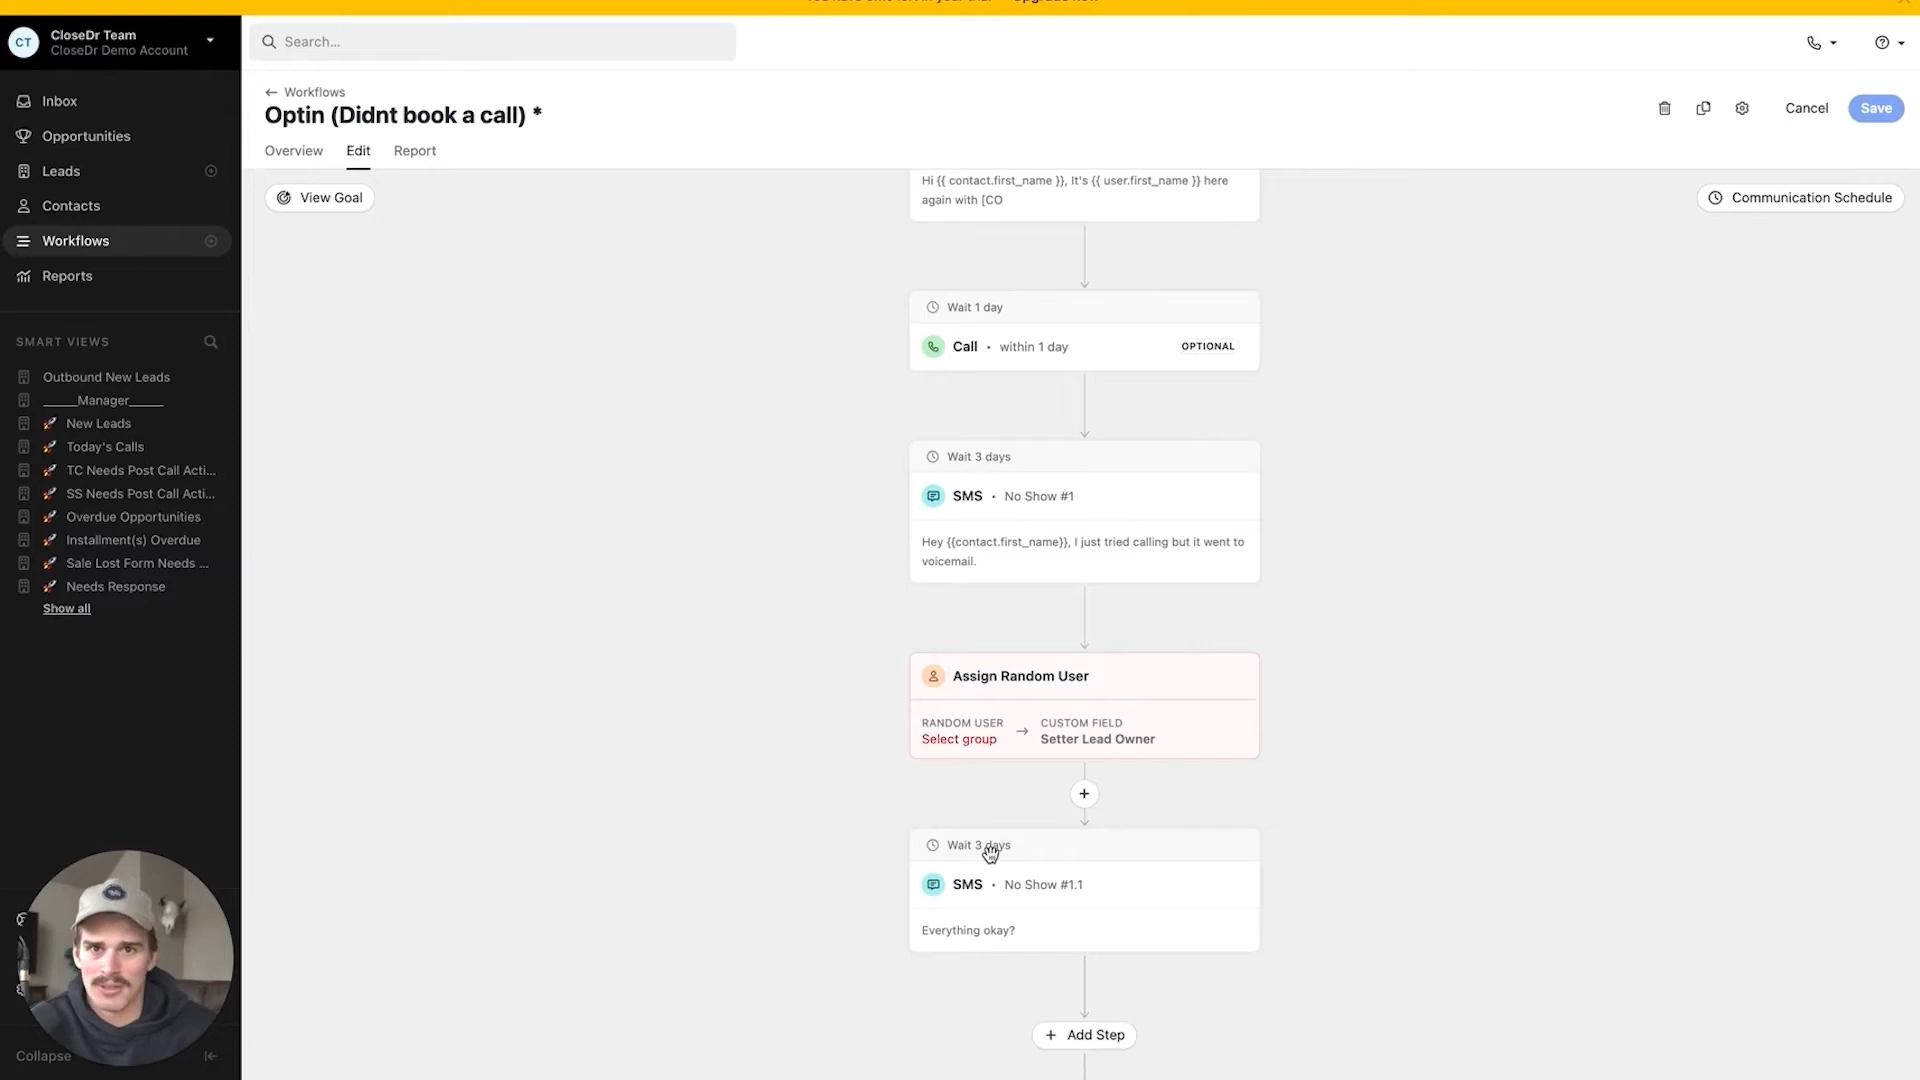 CT
CloseDr Team
CloseDr Demo Account
Search...
Inbox
Opportunities
Leads
Contacts
Workflows
Reports
SMART VIEWS
Outbound New Leads
_____Manager_____
New Leads
Today's Calls
TC Needs Post Call Acti...
SS Needs Post Call Acti...
Overdue Opportunities
Installment(s) Overdue
Sale Lost Form Needs ...
Needs Response
Show all
Collapse
Workflows
Optin (Didnt book a call) *
Cancel
Save
Overview
Edit
Report
View Goal
Communication Schedule
Hi {{ contact.first_name }}, It's {{ user.first_name }} here
again with [CO
Wait 1 day
Call • within 1 day
OPTIONAL
Wait 3 days
SMS • No Show #1
Hey {{contact.first_name}}, I just tried calling but it went to
voicemail.
Assign Random User
RANDOM USER
CUSTOM FIELD
Select group
Setter Lead Owner
Wait 3 days
SMS • No Show #1.1
Everything okay?
Add Step